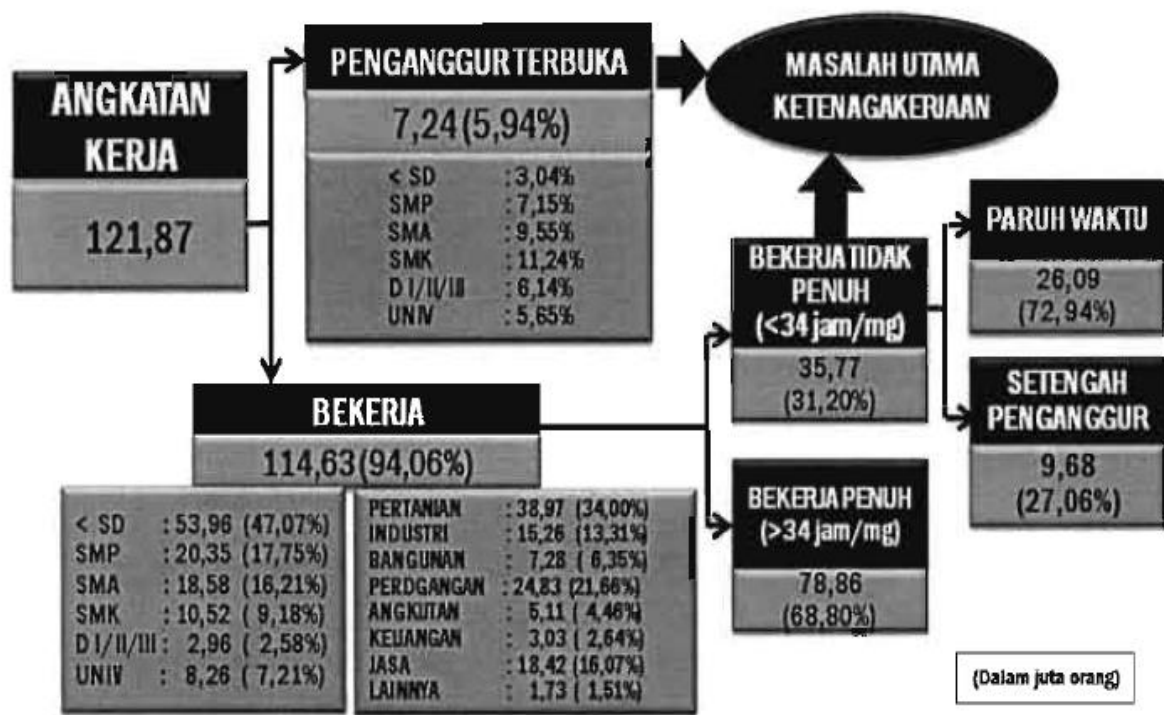 ANGKATAN
KERJA
121,87
PENGANGGUR TERBUKA
7,24 (5,94%)
< SD : 3,04%
SMP : 7,15%
SMA : 9,55%
SMK : 11,24%
D I/II/III : 6,14%
UNIV : 5,65%
MASALAH UTAMA
KETENAGAKERJAAN
BEKERJA
114,63 (94,06%)
< SD : 53,96 (47,07%)
SMP : 20,35 (17,75%)
SMA : 18,58 (16,21%)
SMK : 10,52 ( 9,18%)
D I/II/III : 2,96 ( 2,58%)
UNIV : 8,26 ( 7,21%)
PERTANIAN : 38,97 (34,00%)
INDUSTRI : 15,26 (13,31%)
BANGUNAN : 7,28 ( 6,35%)
PERDGANGAN : 24,83 (21,66%)
ANGKUTAN : 5,11 ( 4,46%)
KEUANGAN : 3,03 ( 2,64%)
JASA : 18,42 (16,07%)
LAINNYA : 1,73 ( 1,51%)
BEKERJA TIDAK
PENUH
(<34 jam/mg)
35,77
(31,20%)
BEKERJA PENUH
(>34 jam/mg)
78,86
(68,80%)
PARUH WAKTU
26,09
(72,94%)
SETENGAH
PENGANGGUR
9,68
(27,06%)
(Dalam juta orang)